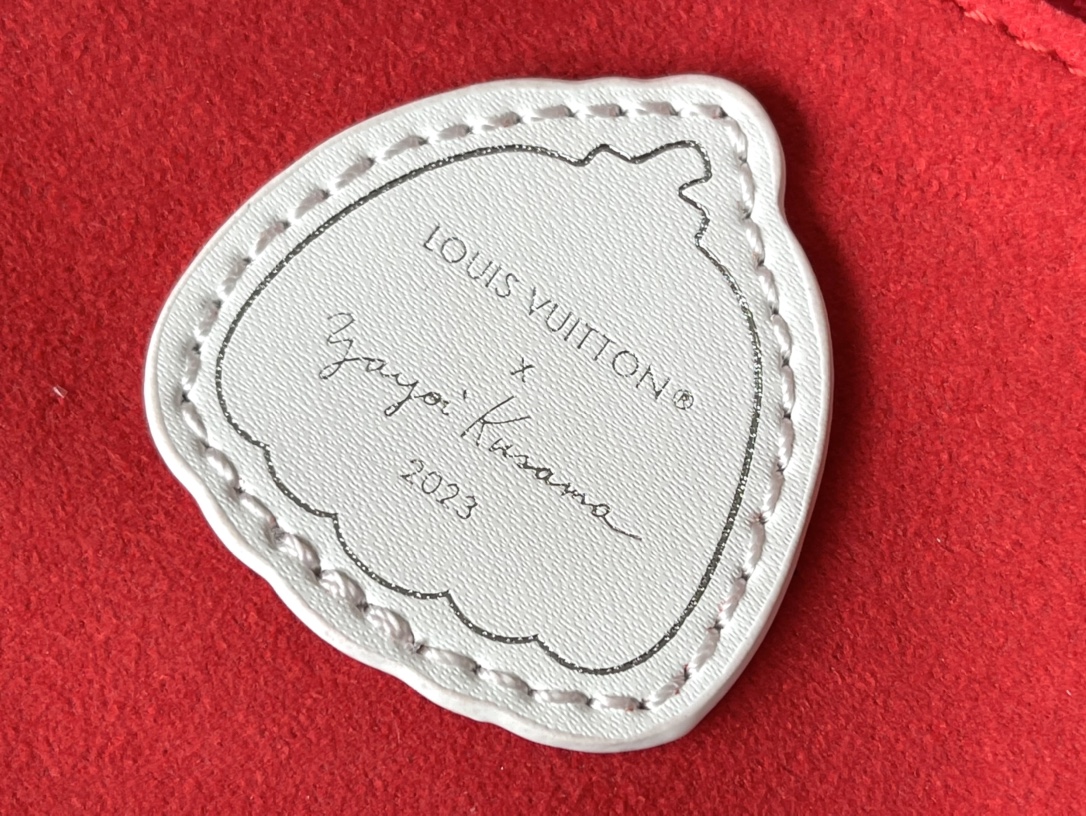 LOUIS VUITTON®
x
Yayoi Kusama
2023